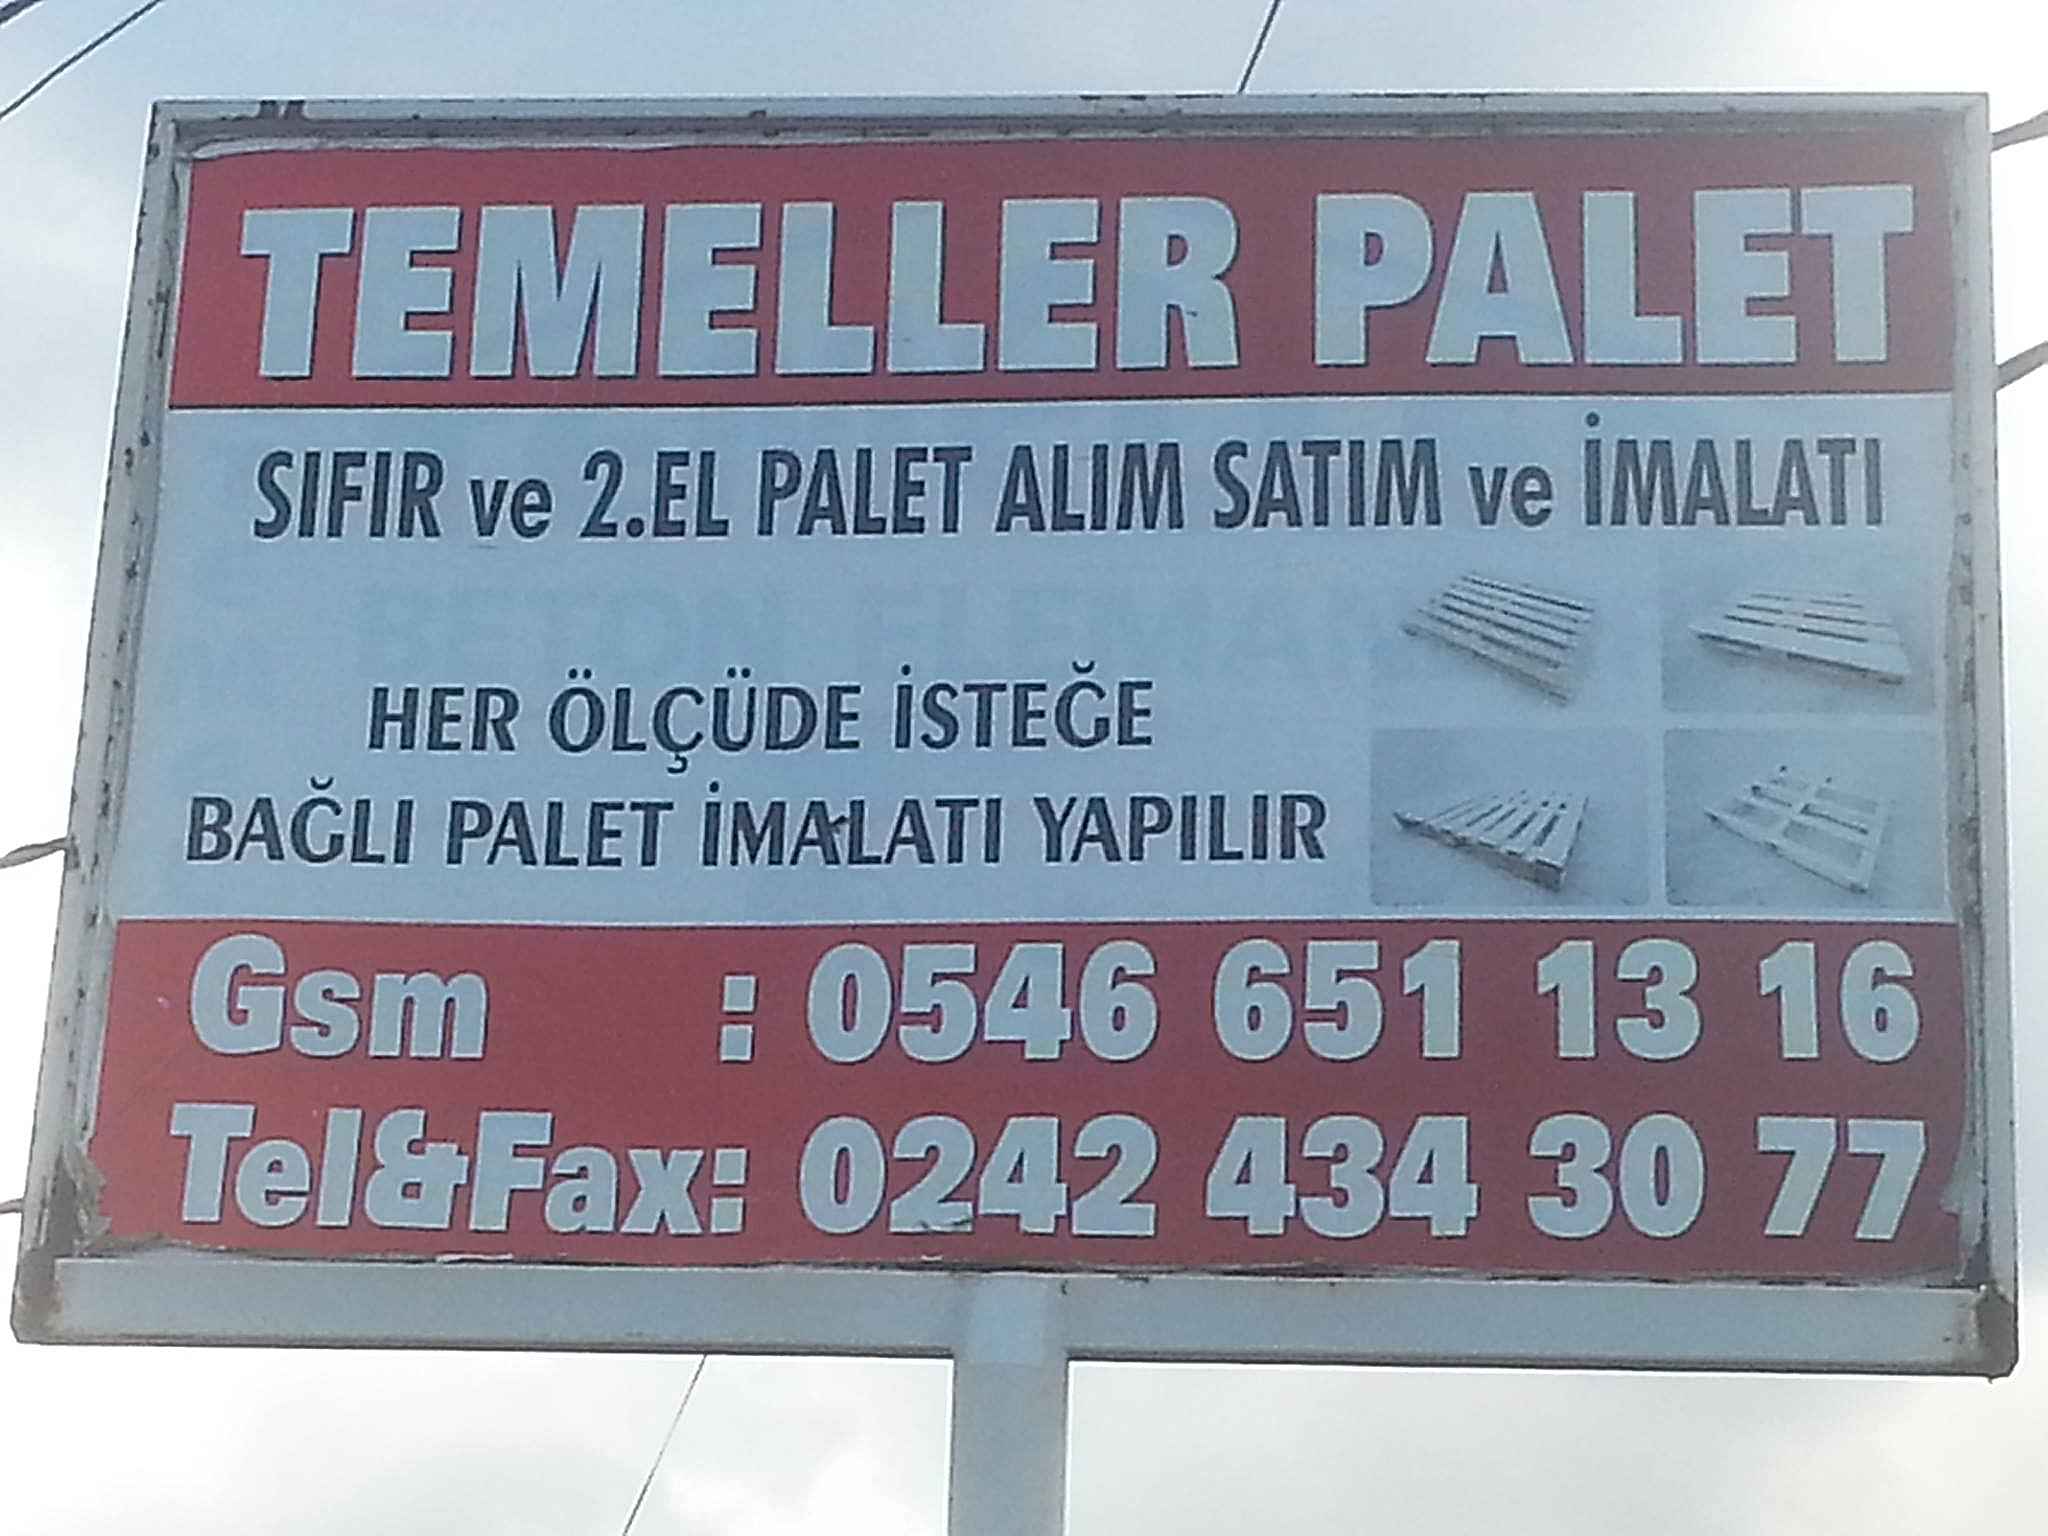 TEMELLER PALET
SIFIR ve 2.EL PALET ALIM SATIM ve İMALATI
HER ÖLÇÜDE İSTEĞE
BAĞLI PALET İMALATI YAPILIR
Gsm : 0546 651 13 16
Tel&Fax: 0242 434 30 77